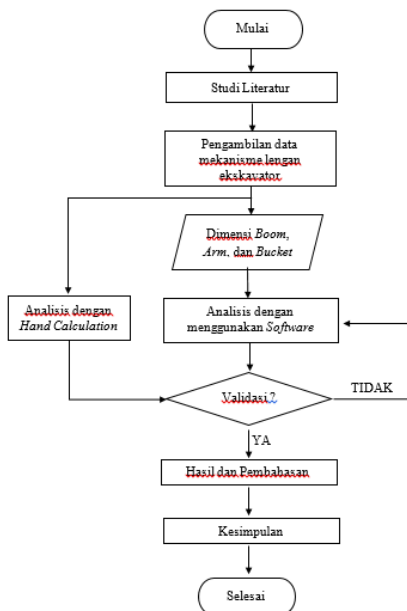 Mulai
Studi Literatur
Pengambilan data
mekanisme lengan
ekskavator
Dimensi Boom,
Arm, dan Bucket
Analisis dengan
Hand Calculation
Analisis dengan
menggunakan Software
Validasi ?
TIDAK
YA
Hasil dan Pembahasan
Kesimpulan
Selesai